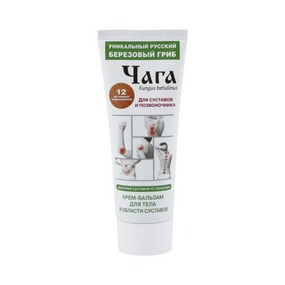 УНИКАЛЬНЫЙ РУССКИЙ
БЕРЕЗОВЫЙ ГРИБ
Чага
Fungus betulinus
12
ДЛЯ СУСТАВОВ
И ПОЗВОНОЧНИКА
КРЕМ-БАЛЬЗАМ
ДЛЯ ТЕЛА
В ОБЛАСТИ СУСТАВОВ